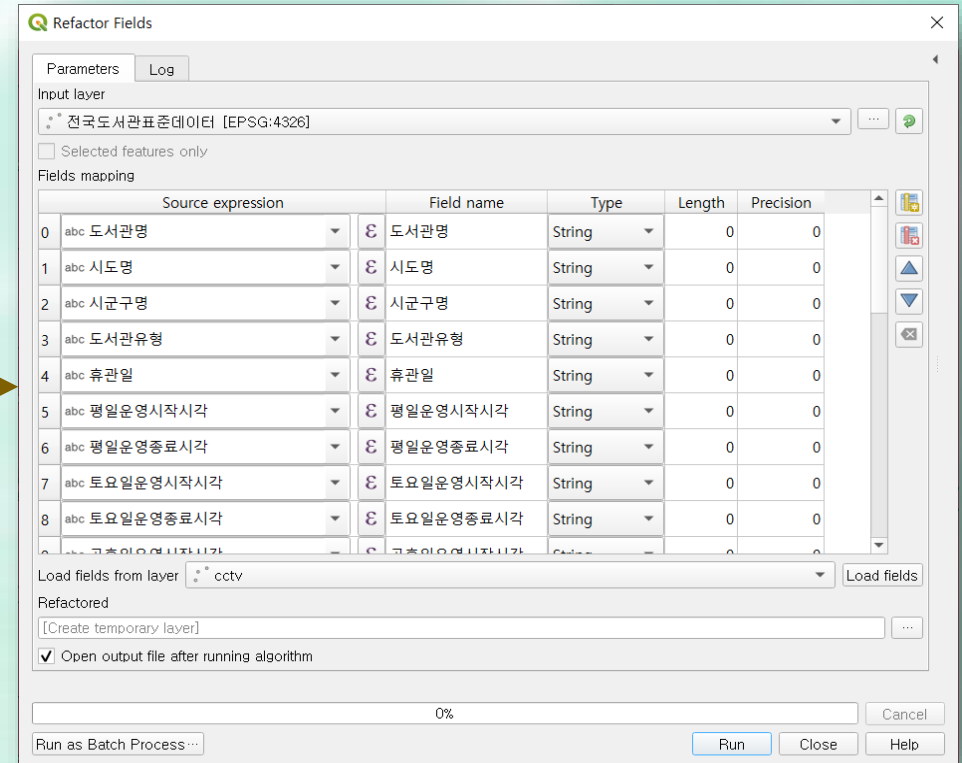 Refactor Fields
Parameters Log
Input layer
전국도서관표준데이터 [EPSG:4326] ...
Selected features only
Fields mapping
Source expression Field name Type Length Precision
0 abc 도서관명 ε 도서관명 String 0 0
1 abc 시도명 ε 시도명 String 0 0
2 abc 시군구명 ε 시군구명 String 0 0
3 abc 도서관유형 ε 도서관유형 String 0 0
4 abc 휴관일 ε 휴관일 String 0 0
5 abc 평일운영시작시각 ε 평일운영시작시각 String 0 0
6 abc 평일운영종료시각 ε 평일운영종료시각 String 0 0
7 abc 토요일운영시작시각 ε 토요일운영시작시각 String 0 0
8 abc 토요일운영종료시각 ε 토요일운영종료시각 String 0 0
Load fields from layer cctv Load fields
Refactored
[Create temporary layer] ...
Open output file after running algorithm
0% Cancel
Run as Batch Process... Run Close Help